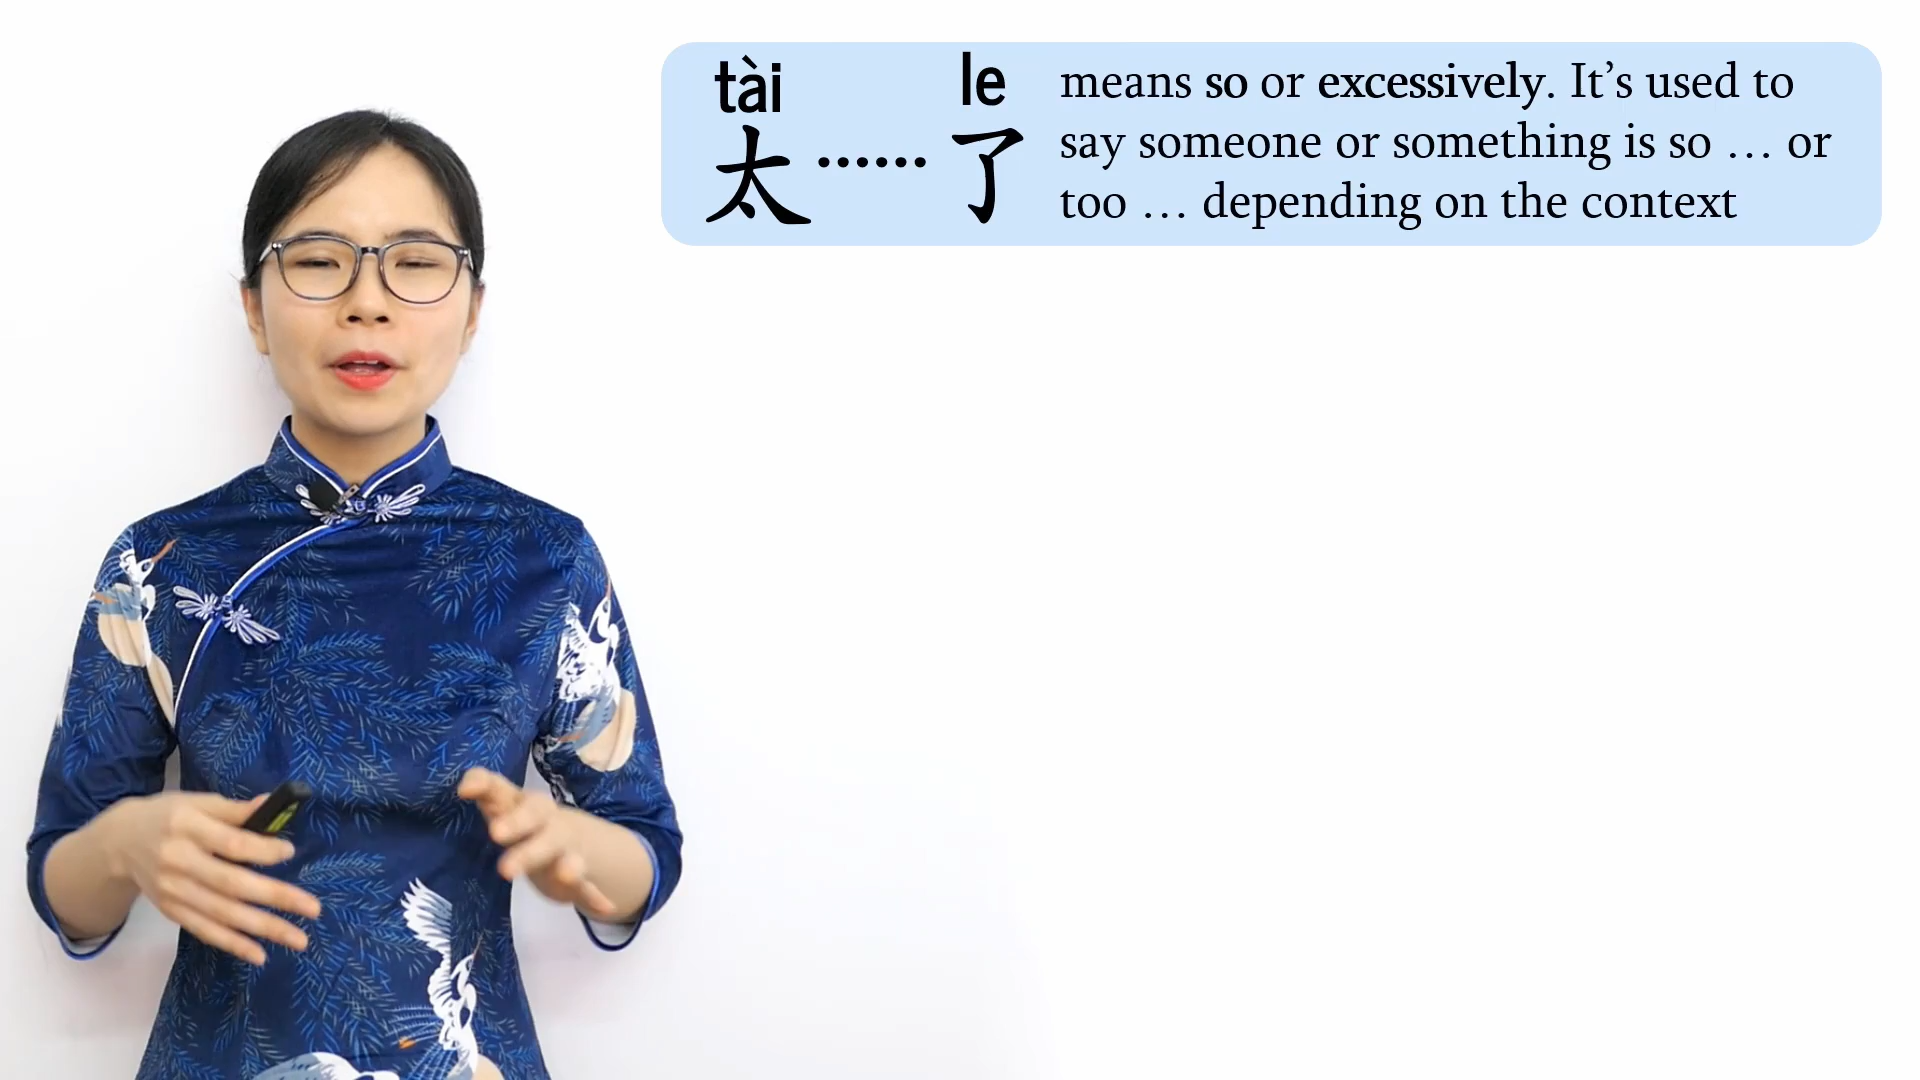 tài le
太……了
means so or excessively. It’s used to
say someone or something is so … or
too … depending on the context